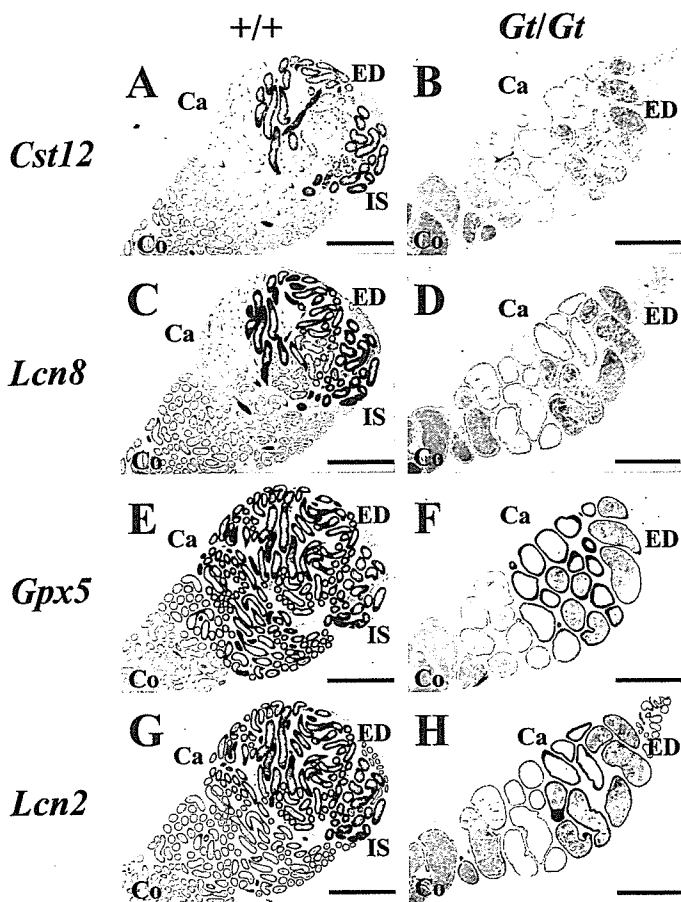 +/+ Gt/Gt
A Ca ED B Ca ED
Cst12
IS
Co Co
C Ca ED D Ca ED
Lcn8
IS
Co Co
E Ca ED F Ca ED
Gpx5
IS
Co Co
G Ca ED H Ca ED
Lcn2
IS
Co Co